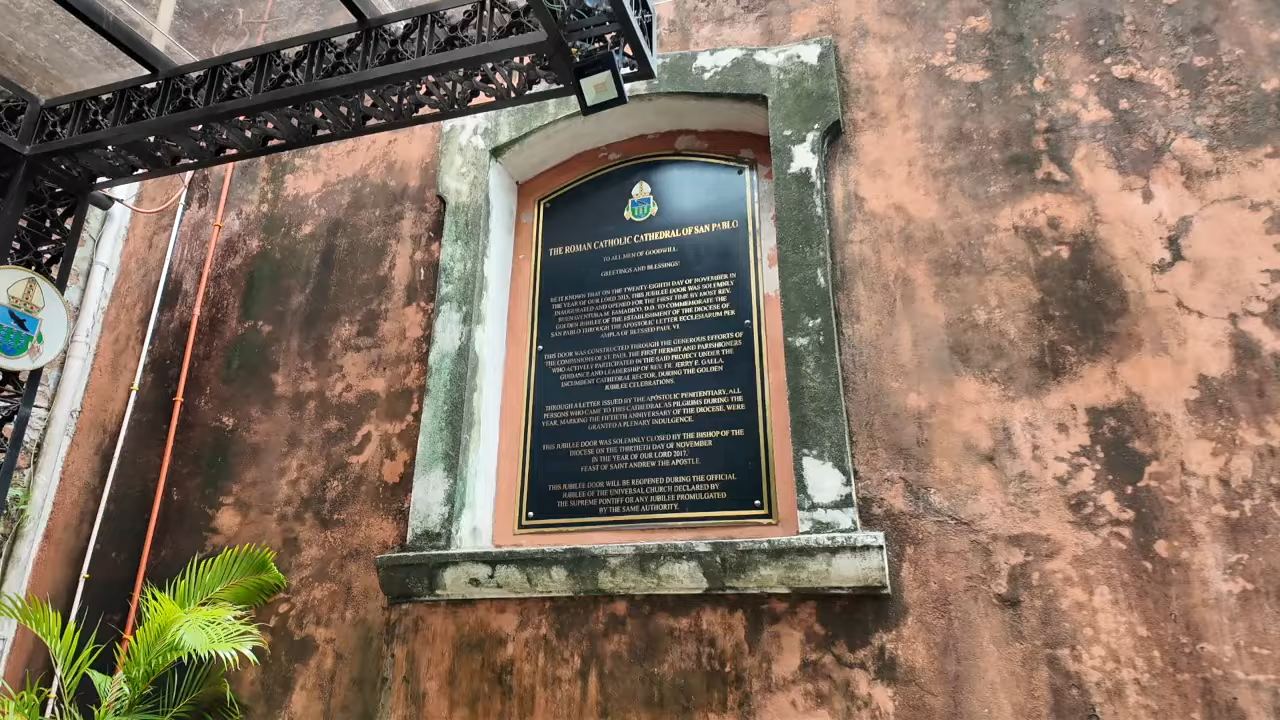 THE ROMAN CATHOLIC CATHEDRAL OF SAN PABLO
TO ALL MEN OF GOODWILL
GREETINGS AND BLESSINGS!
BE IT KNOWN THAT ON THE TWENTY-EIGHTH DAY OF NOVEMBER IN
THE YEAR OF OUR LORD 2015, THIS JUBILEE DOOR WAS SOLEMNLY
INAUGURATED AND OPENED FOR THE FIRST TIME BY MOST REV.
BUENAVENTURA M. FAMADICO, D.D. TO COMMEMORATE THE
GOLDEN JUBILEE OF THE ESTABLISHMENT OF THE DIOCESE OF
SAN PABLO THROUGH THE APOSTOLIC LETTER ECCLESIARUM PER
AMPLA OF BLESSED PAUL VI.
THIS DOOR WAS CONSTRUCTED THROUGH THE GENEROUS EFFORTS OF
THE COMPANIONS OF ST. PAUL THE FIRST HERMIT AND PARISHIONERS
WHO ACTIVELY PARTICIPATED IN THE SAID PROJECT UNDER THE
GUIDANCE AND LEADERSHIP OF REV. FR. JERRY E. GAELA,
INCUMBENT CATHEDRAL RECTOR, DURING THE GOLDEN
JUBILEE CELEBRATIONS.
THROUGH A LETTER ISSUED BY THE APOSTOLIC PENITENTIARY, ALL
PERSONS WHO CAME TO THIS CATHEDRAL AS PILGRIMS DURING THE
YEAR, MARKING THE FIFTIETH ANNIVERSARY OF THE DIOCESE, WERE
GRANTED A PLENARY INDULGENCE.
THIS JUBILEE DOOR WAS SOLEMNLY CLOSED BY THE BISHOP OF THE
DIOCESE ON THE THIRTIETH DAY OF NOVEMBER
IN THE YEAR OF OUR LORD 2017,
FEAST OF SAINT ANDREW THE APOSTLE.
THIS JUBILEE DOOR WILL BE REOPENED DURING THE OFFICIAL
JUBILEE OF THE UNIVERSAL CHURCH DECLARED BY
THE SUPREME PONTIFF OR ANY JUBILEE PROMULGATED
BY THE SAME AUTHORITY.